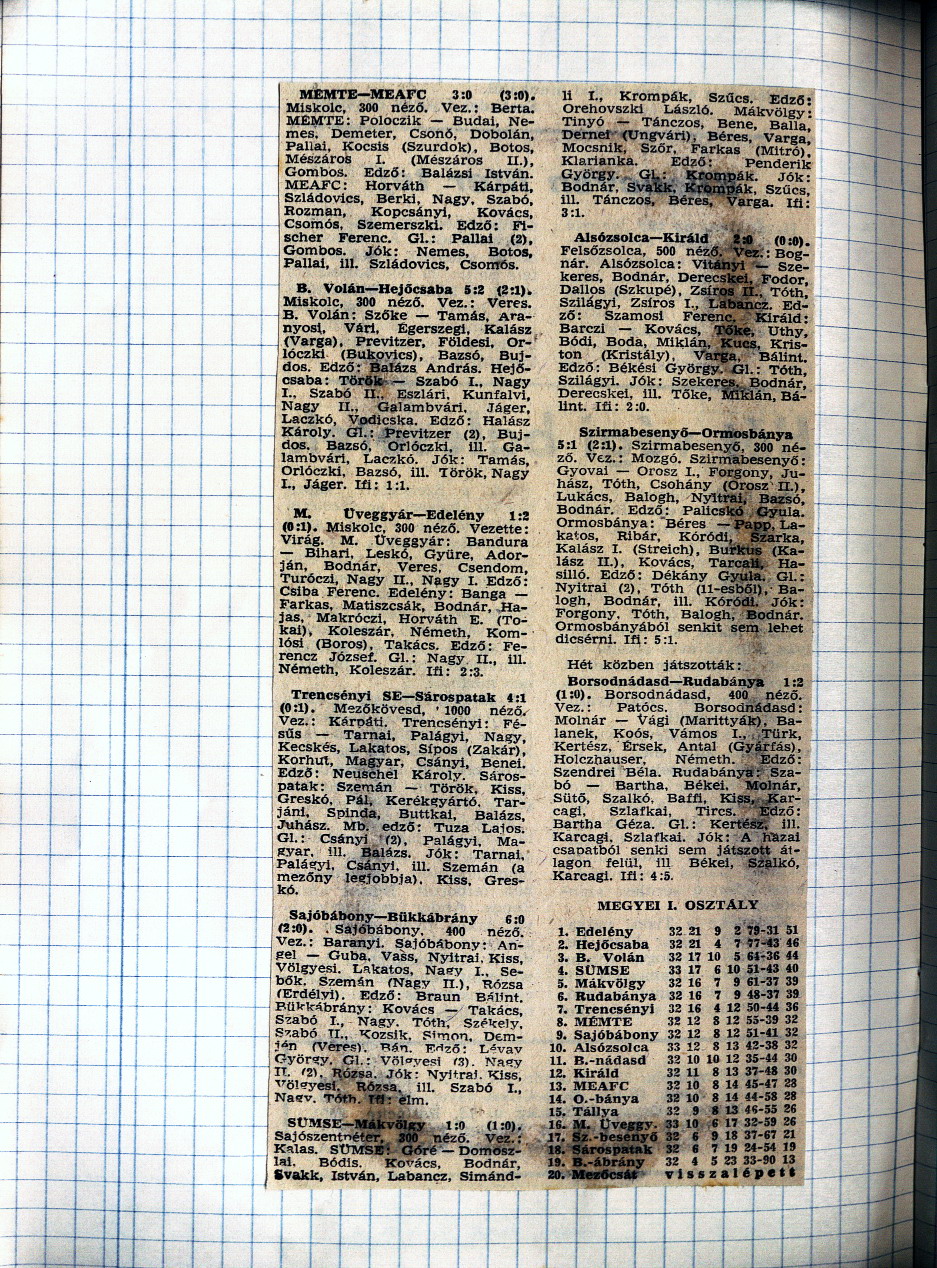 MÉMTE—MEAFC 3:0 (3:0).
Miskolc, 300 néző. Vez.: Berta.
MÉMTE: Poloczik — Budai, Ne-
mes, Demeter, Csonő, Dobolán,
Pallai, Kocsis (Szurdok), Botos,
Mészáros I. (Mészáros II.),
Gombos. Edző: Balázsi István.
MEAFC: Horváth — Kárpáti,
Szládovics, Berki, Nagy, Szabó,
Rozman, Kopcsányi, Kovács,
Csomós, Szemerszki. Edző: Fi-
scher Ferenc. Gl.: Pallai (2),
Gombos. Jók: Nemes, Botos,
Pallai, ill. Szládovics, Csomós.
B. Volán—Hejőcsaba 5:2 (2:1).
Miskolc, 300 néző. Vez.: Veres.
B. Volán: Szőke — Tamás, Ara-
nyosi, Vári, Egerszegi, Kalász
(Varga), Previtzer, Földesi, Or-
lóczki (Bukovics), Bazsó, Buj-
dos. Edző: Balázs András. Hejő-
csaba: Török — Szabó I., Nagy
I., Szabó II., Eszlári, Kunfalvi,
Nagy II., Galambvári, Jáger,
Laczkó, Vodicska. Edző: Halász
Károly. Gl.: Previtzer (2), Buj-
dos, Bazsó, Orlóczki, ill. Ga-
lambvári, Laczkó. Jók: Tamás,
Orlóczki, Bazsó, ill. Török, Nagy
I., Jáger. Ifi: 1:1.
M. Üveggyár—Edelény 1:2
(0:1). Miskolc, 300 néző. Vezette:
Virág. M. Üveggyár: Bandura
— Bihari, Leskó, Gyüre, Ador-
ján, Bodnár, Veres, Csendom,
Turóczi, Nagy II., Nagy I. Edző:
Csiba Ferenc. Edelény: Banga —
Farkas, Matiszcsák, Bodnár, Ha-
jas, Makróczi, Horváth E. (To-
kai), Koleszár, Németh, Kom-
lósi (Boros), Takács. Edző: Fe-
rencz József. Gl.: Nagy II., ill.
Németh, Koleszár. Ifi: 2:3.
Trencsényi SE—Sárospatak 4:1
(0:1). Mezőkövesd, 1000 néző.
Vez.: Kárpáti. Trencsényi: Fé-
sűs — Tarnai, Palágyi, Nagy,
Kecskés, Lakatos, Sípos (Zakár),
Korhut, Magyar, Csányi, Benei.
Edző: Neuschel Károly. Sáros-
patak: Szemán — Török, Kiss,
Greskó, Pál, Kerékgyártó, Tar-
jáni, Spinda, Buttkai, Balázs,
Juhász. Mb. edző: Tuza Lajos.
Gl.: Csányi (2), Palágyi, Ma-
gyar, ill. Balázs. Jók: Tarnai,
Palágyi, Csányi, ill. Szemán (a
mezőny legjobbja), Kiss, Gres-
kó.
Sajóbábony—Bükkábrány 6:0
(2:0). Sajóbábony, 400 néző.
Vez.: Baranyi. Sajóbábony: An-
gel — Guba, Vass, Nyitrai, Kiss,
Völgyesi, Lakatos, Nagy I., Se-
bők, Szemán (Nagy II.), Rózsa
(Erdélyi). Edző: Braun Bálint.
Bükkábrány: Kovács — Takács,
Szabó I., Nagy, Tóth, Székely,
Szabó II., Kozsik, Simon, Dem-
jén (Veres), Bán. Edző: Lévay
György. Gl.: Völgyesi (3), Nagy
II. (2), Rózsa. Jók: Nyitrai, Kiss,
Völgyesi, Rózsa, ill. Szabó I.,
Nagy, Tóth. Ifi: elm.
SÜMSE—Mákvölgy 1:0 (1:0).
Sajószentpéter, 300 néző. Vez.:
Kalas. SÜMSE: Góré — Domosz-
lai, Bódis, Kovács, Bodnár,
Svakk, István, Labancz, Simánd-
li I., Krompák, Szűcs. Edző:
Orehovszki László. Mákvölgy:
Tinyó — Tánczos, Bene, Balla,
Dernei (Ungvári), Béres, Varga,
Mocsnik, Szőr, Farkas (Mitró),
Klarianka. Edző: Penderik
György. Gl.: Krompák. Jók:
Bodnár, Svakk, Krompák, Szűcs,
ill. Tánczos, Béres, Varga. Ifi:
3:1.
Alsózsolca—Királd 2:0 (0:0).
Felsőzsolca, 500 néző. Vez.: Bog-
nár. Alsózsolca: Vitányi — Sze-
keres, Bodnár, Derecskei, Fodor,
Dallos (Szkupé), Zsíros II., Tóth,
Szilágyi, Zsíros I., Labancz. Ed-
ző: Szamosi Ferenc. Királd:
Barczi — Kovács, Tőke, Uthy,
Bódi, Boda, Miklán, Kucs, Kris-
ton (Kristály), Varga, Bálint.
Edző: Békési György. Gl.: Tóth,
Szilágyi. Jók: Szekeres, Bodnár,
Derecskei, ill. Tőke, Miklán, Bá-
lint. Ifi: 2:0.
Szirmabesenyő—Ormosbánya
5:1 (2:1). Szirmabesenyő, 300 né-
ző. Vez.: Mozgó. Szirmabesenyő:
Gyovai — Orosz I., Forgony, Ju-
hász, Tóth, Csohány (Orosz II.),
Lukács, Balogh, Nyitrai, Bazsó,
Bodnár. Edző: Palicskó Gyula.
Ormosbánya: Béres — Papp, La-
katos, Ribár, Kóródi, Szarka,
Kalász I. (Streich), Burkus (Ka-
lász II.), Kovács, Tarcali, Ha-
silló. Edző: Dékány Gyula. Gl.:
Nyitrai (2), Tóth (11-esből), Ba-
logh, Bodnár, ill. Kóródi. Jók:
Forgony, Tóth, Balogh, Bodnár.
Ormosbányából senkit sem lehet
dicsérni. Ifi: 5:1.
Hét közben játszották:
Borsodnádasd—Rudabánya 1:2
(1:0). Borsodnádasd, 400 néző.
Vez.: Patócs. Borsodnádasd:
Molnár — Vági (Marittyák), Ba-
lanek, Koós, Vámos I., Türk,
Kertész, Érsek, Antal (Gyárfás),
Holczhauser, Németh. Edző:
Szendrei Béla. Rudabánya: Sza-
bó — Bartha, Békei, Molnár,
Sütő, Szalkó, Baffi, Kiss, Kar-
cagi, Szlafkai, Tircs. Edző:
Bartha Géza. Gl.: Kertész, ill.
Karcagi, Szlafkai. Jók: A hazai
csapatból senki sem játszott át-
lagon felül, ill Békei, Szalkó,
Karcagi. Ifi: 4:5.
MEGYEI I. OSZTÁLY
1. Edelény 32 21 9 2 79-31 51
2. Hejőcsaba 32 21 4 7 77-43 46
3. B. Volán 32 17 10 5 64-36 44
4. SÜMSE 33 17 6 10 51-43 40
5. Mákvölgy 32 16 7 9 61-37 39
6. Rudabánya 32 16 7 9 48-37 39
7. Trencsényi 32 16 4 12 50-44 36
8. MÉMTE 32 12 8 12 55-39 32
9. Sajóbábony 32 12 8 12 51-41 32
10. Alsózsolca 33 12 8 13 42-38 32
11. B.-nádasd 32 10 10 12 35-44 30
12. Királd 32 11 8 13 37-48 30
13. MEAFC 32 10 8 14 45-47 28
14. O.-bánya 32 10 8 14 44-58 28
15. Tállya 32 9 8 13 46-55 26
16. M. Üveggy. 33 10 6 17 32-59 26
17. Sz.-besenyő 32 6 9 18 37-67 21
18. Sárospatak 32 6 7 19 24-54 19
19. B.-ábrány 32 4 5 23 33-90 13
20. Mezőcsát visszalépett